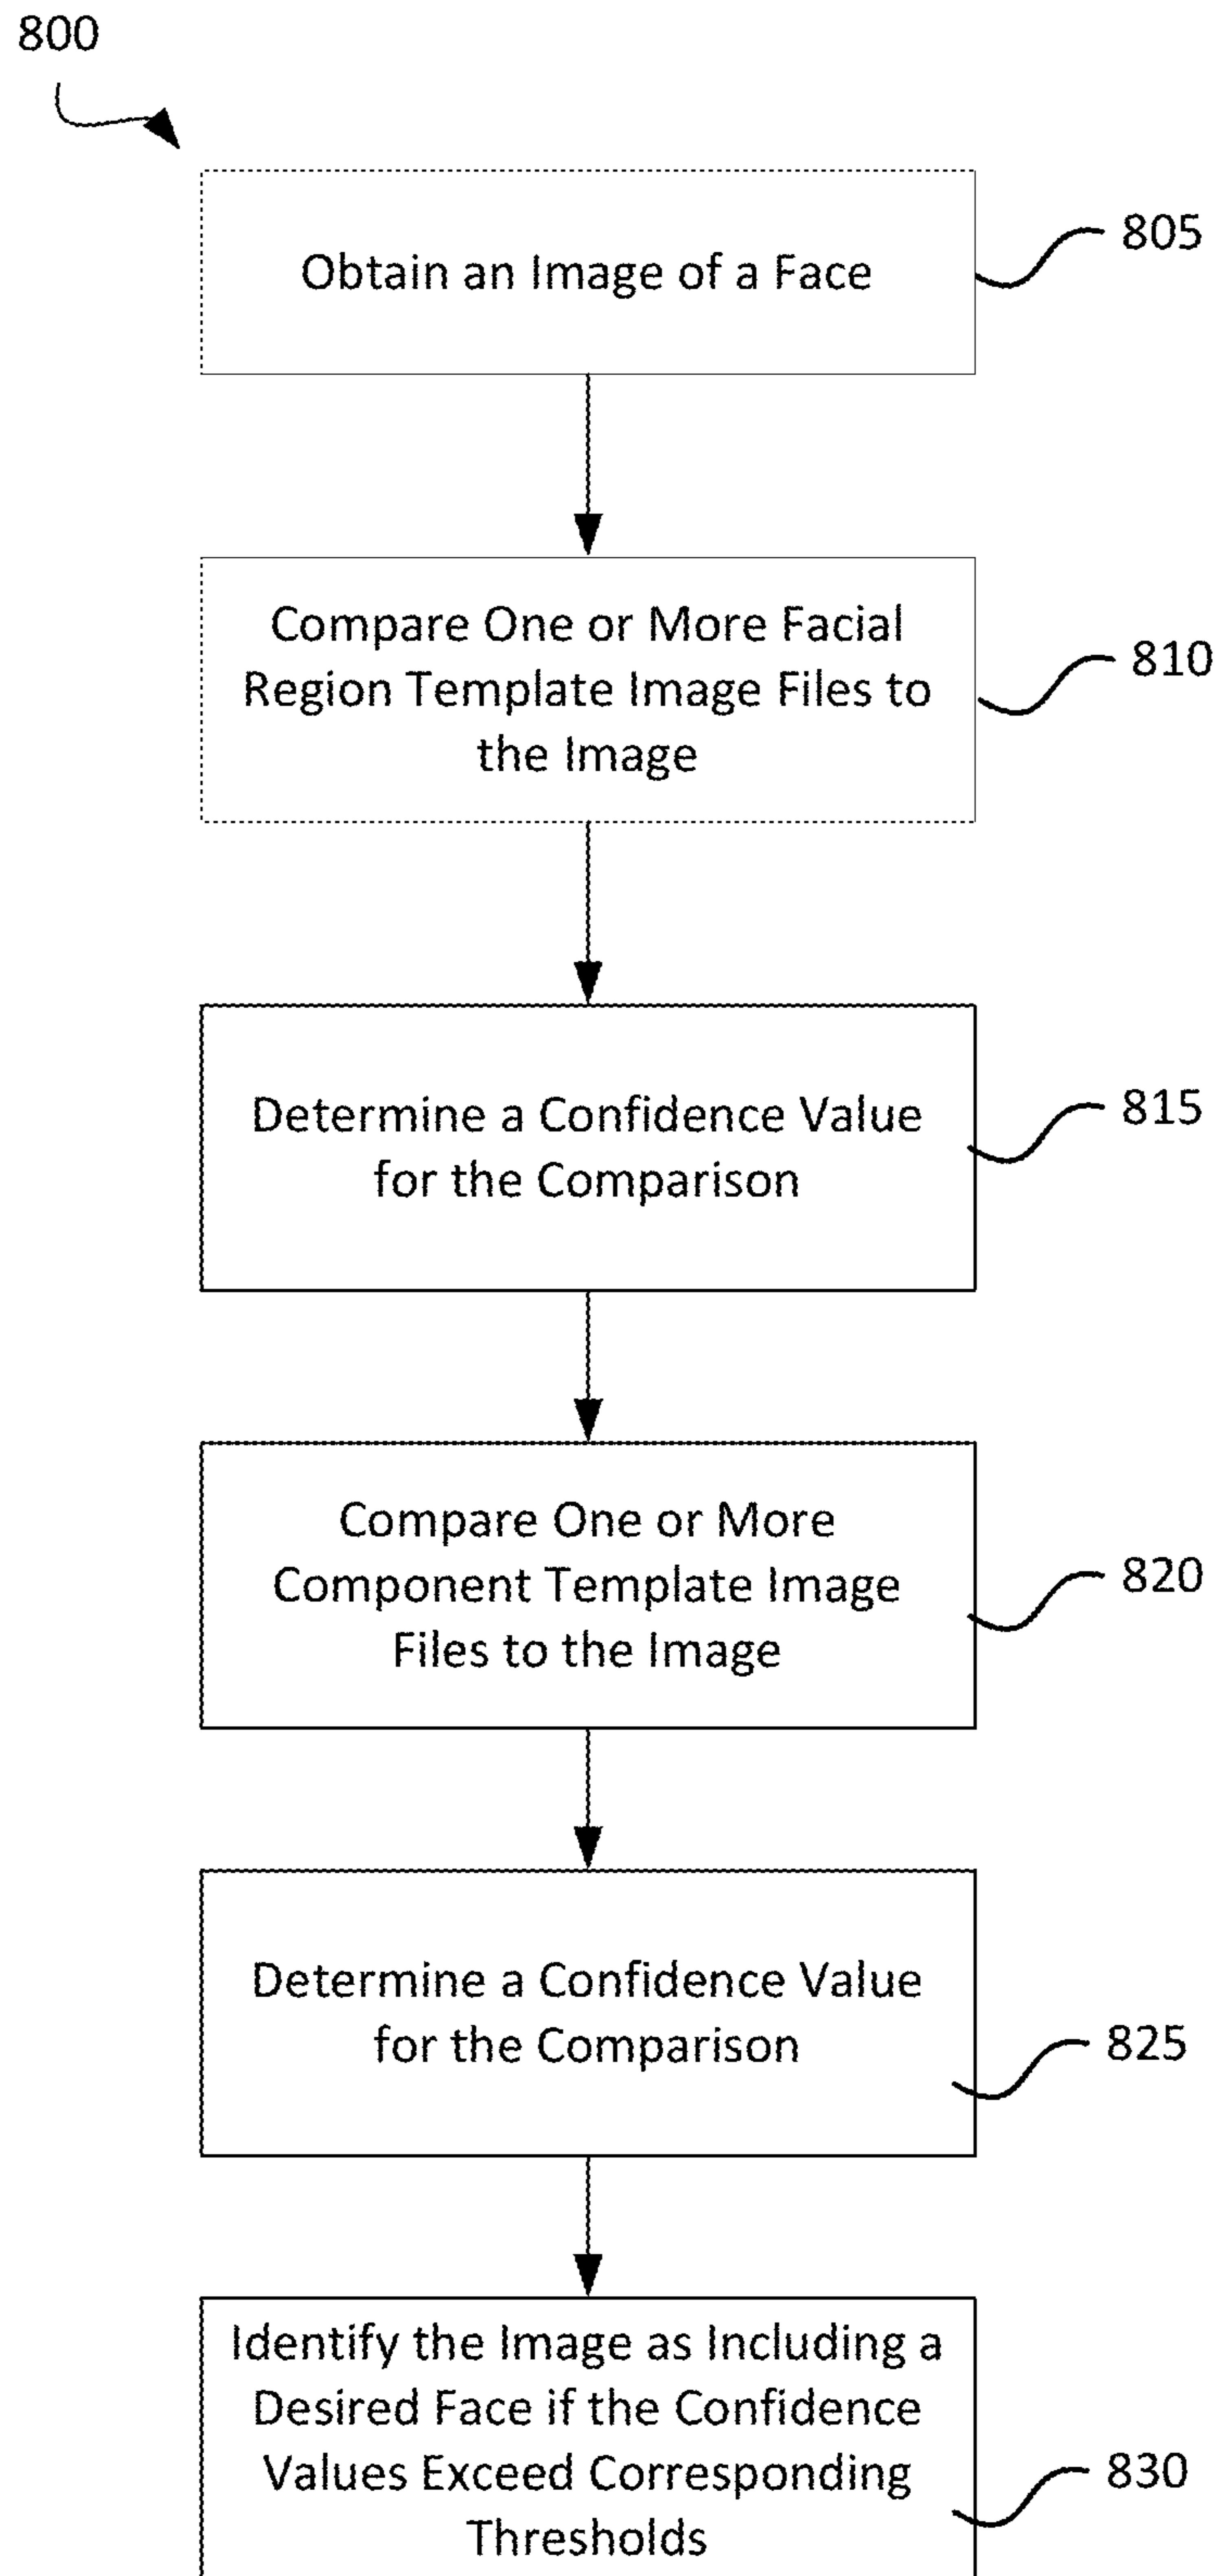 800
Obtain an Image of a Face
805
Compare One or More Facial
Region Template Image Files to
the Image
810
Determine a Confidence Value
for the Comparison
815
Compare One or More
Component Template Image
Files to the Image
820
Determine a Confidence Value
for the Comparison
825
Identify the Image as Including a
Desired Face if the Confidence
Values Exceed Corresponding
Thresholds
830